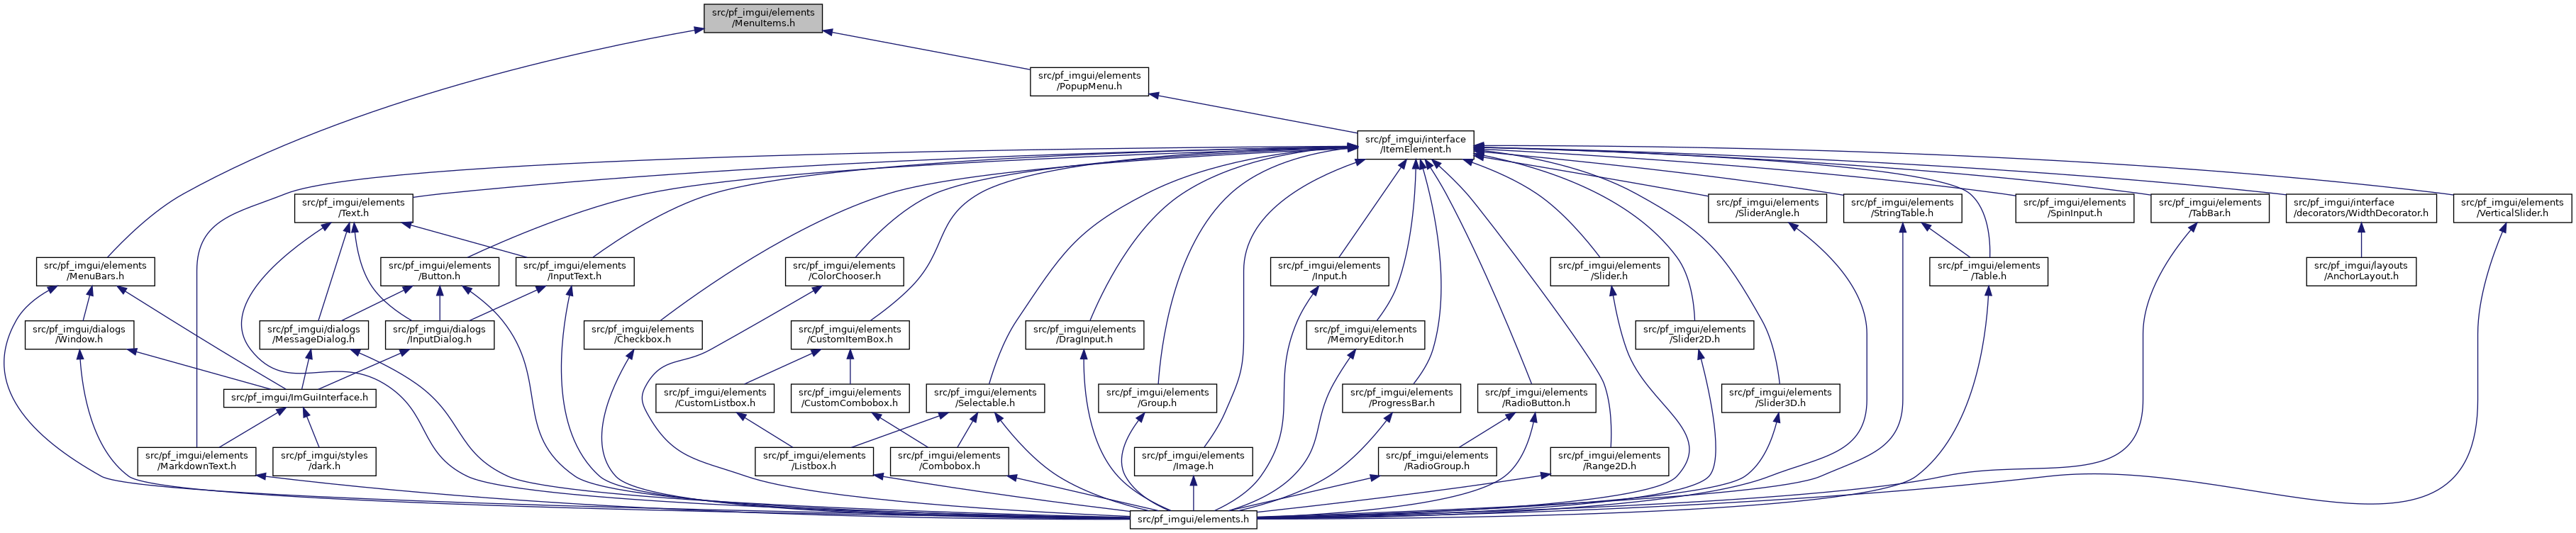 src/pf_imgui/elements
/MenuItems.h
src/pf_imgui/elements
/PopupMenu.h
src/pf_imgui/interface
/ItemElement.h
src/pf_imgui/elements
/Text.h
src/pf_imgui/elements
/SliderAngle.h
src/pf_imgui/elements
/StringTable.h
src/pf_imgui/elements
/SpinInput.h
src/pf_imgui/elements
/TabBar.h
src/pf_imgui/interface
/decorators/WidthDecorator.h
src/pf_imgui/elements
/VerticalSlider.h
src/pf_imgui/elements
/MenuBars.h
src/pf_imgui/elements
/Button.h
src/pf_imgui/elements
/InputText.h
src/pf_imgui/elements
/ColorChooser.h
src/pf_imgui/elements
/Input.h
src/pf_imgui/elements
/Slider.h
src/pf_imgui/elements
/Table.h
src/pf_imgui/layouts
/AnchorLayout.h
src/pf_imgui/dialogs
/Window.h
src/pf_imgui/dialogs
/MessageDialog.h
src/pf_imgui/dialogs
/InputDialog.h
src/pf_imgui/elements
/Checkbox.h
src/pf_imgui/elements
/CustomItemBox.h
src/pf_imgui/elements
/DragInput.h
src/pf_imgui/elements
/MemoryEditor.h
src/pf_imgui/elements
/Slider2D.h
src/pf_imgui/ImGuiInterface.h
src/pf_imgui/elements
/CustomListbox.h
src/pf_imgui/elements
/CustomCombobox.h
src/pf_imgui/elements
/Selectable.h
src/pf_imgui/elements
/Group.h
src/pf_imgui/elements
/ProgressBar.h
src/pf_imgui/elements
/RadioButton.h
src/pf_imgui/elements
/Slider3D.h
src/pf_imgui/elements
/MarkdownText.h
src/pf_imgui/styles
/dark.h
src/pf_imgui/elements
/Listbox.h
src/pf_imgui/elements
/Combobox.h
src/pf_imgui/elements
/Image.h
src/pf_imgui/elements
/RadioGroup.h
src/pf_imgui/elements
/Range2D.h
src/pf_imgui/elements.h